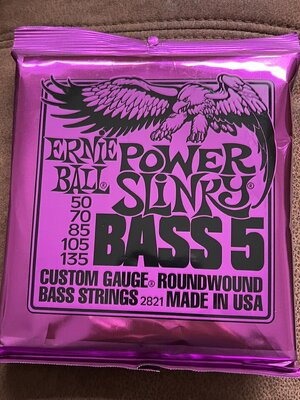 ERNIE BALL®
POWER SLINKY®
50
70
85
105
135
BASS 5
CUSTOM GAUGE® ROUNDWOUND
BASS STRINGS 2821 MADE IN USA